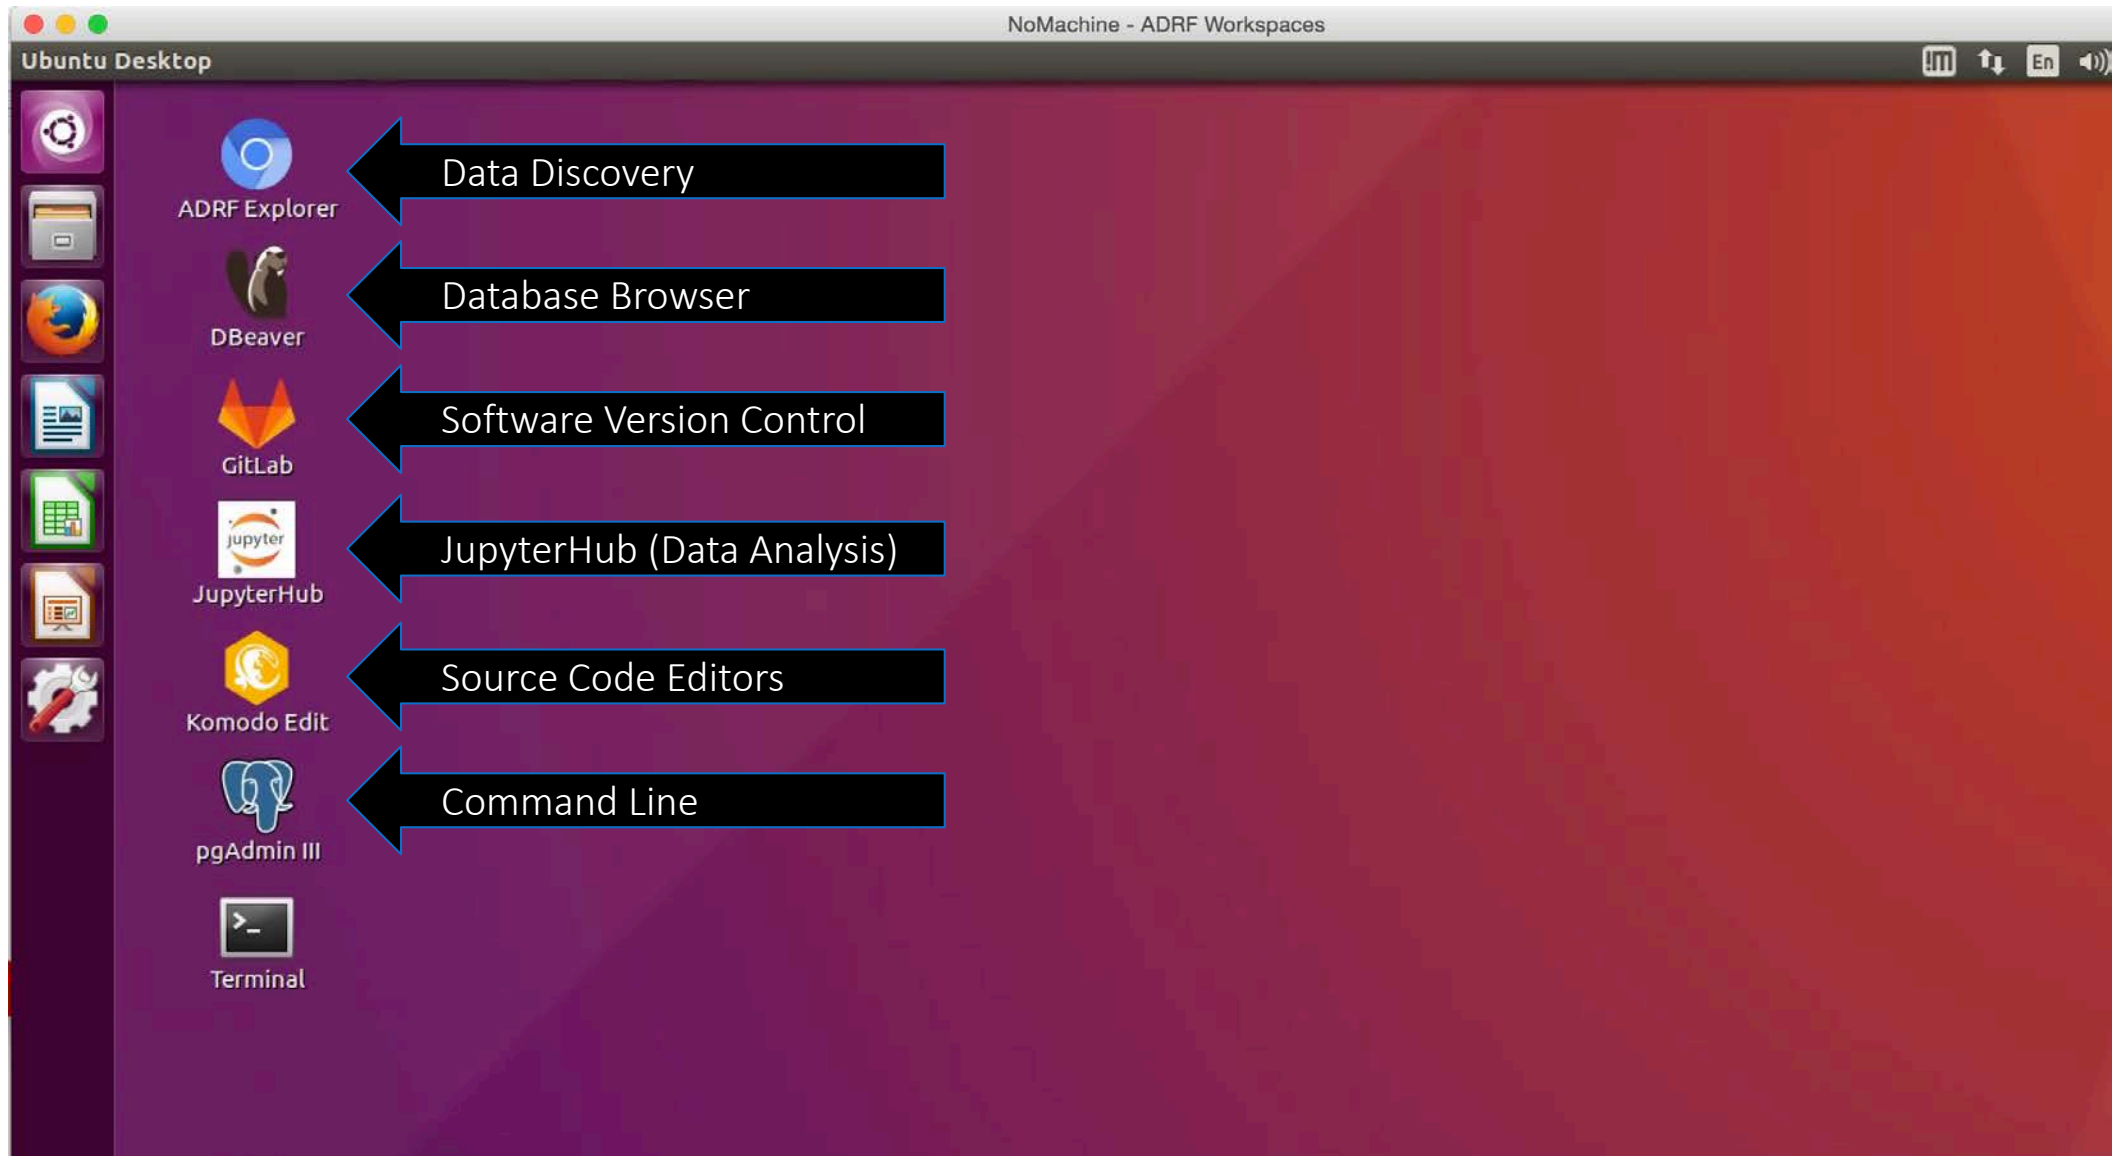 NoMachine - ADRF Workspaces
Ubuntu Desktop
En
ADRF Explorer
Data Discovery
DBeaver
Database Browser
GitLab
Software Version Control
jupyter
JupyterHub
JupyterHub (Data Analysis)
Komodo Edit
Source Code Editors
pgAdmin III
Command Line
>_
Terminal